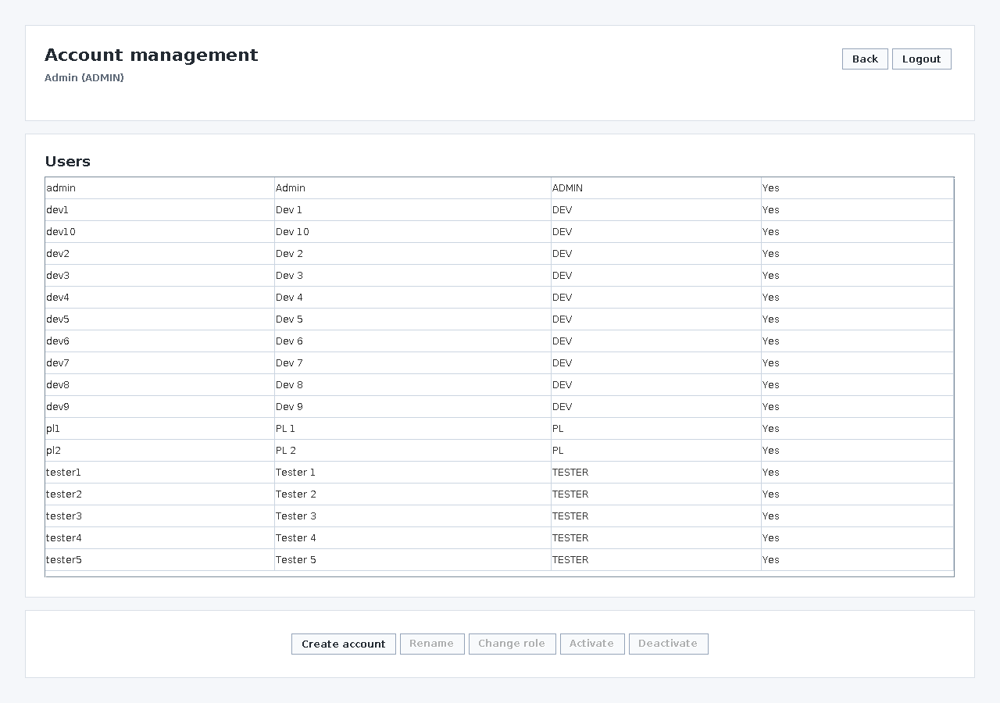 Account management
Back Logout
Admin (ADMIN)
Users
admin Admin ADMIN Yes
dev1 Dev 1 DEV Yes
dev10 Dev 10 DEV Yes
dev2 Dev 2 DEV Yes
dev3 Dev 3 DEV Yes
dev4 Dev 4 DEV Yes
dev5 Dev 5 DEV Yes
dev6 Dev 6 DEV Yes
dev7 Dev 7 DEV Yes
dev8 Dev 8 DEV Yes
dev9 Dev 9 DEV Yes
pl1 PL 1 PL Yes
pl2 PL 2 PL Yes
tester1 Tester 1 TESTER Yes
tester2 Tester 2 TESTER Yes
tester3 Tester 3 TESTER Yes
tester4 Tester 4 TESTER Yes
tester5 Tester 5 TESTER Yes
Create account Rename Change role Activate Deactivate